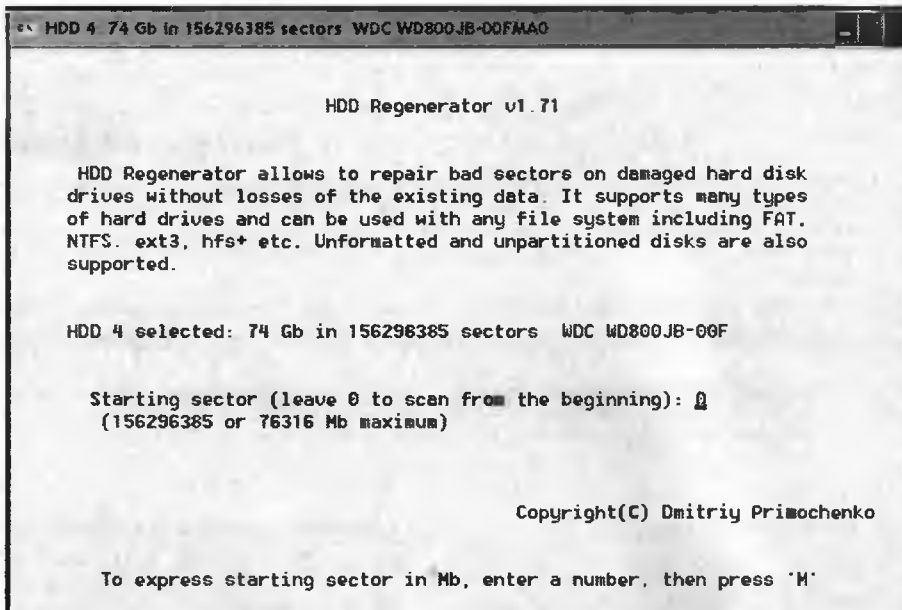 HDD 4 74 Gb in 156296385 sectors WDC WD800JB-00FMA0
HDD Regenerator v1.71
HDD Regenerator allows to repair bad sectors on damaged hard disk
drives without losses of the existing data. It supports many types
of hard drives and can be used with any file system including FAT,
NTFS. ext3, hfs+ etc. Unformatted and unpartitioned disks are also
supported.
HDD 4 selected: 74 Gb in 156296385 sectors WDC WD800JB-00F
Starting sector (leave 0 to scan from the beginning): 0
(156296385 or 76316 Mb maximum)
Copyright(C) Dmitriy Primochenko
To express starting sector in Mb, enter a number, then press 'M'